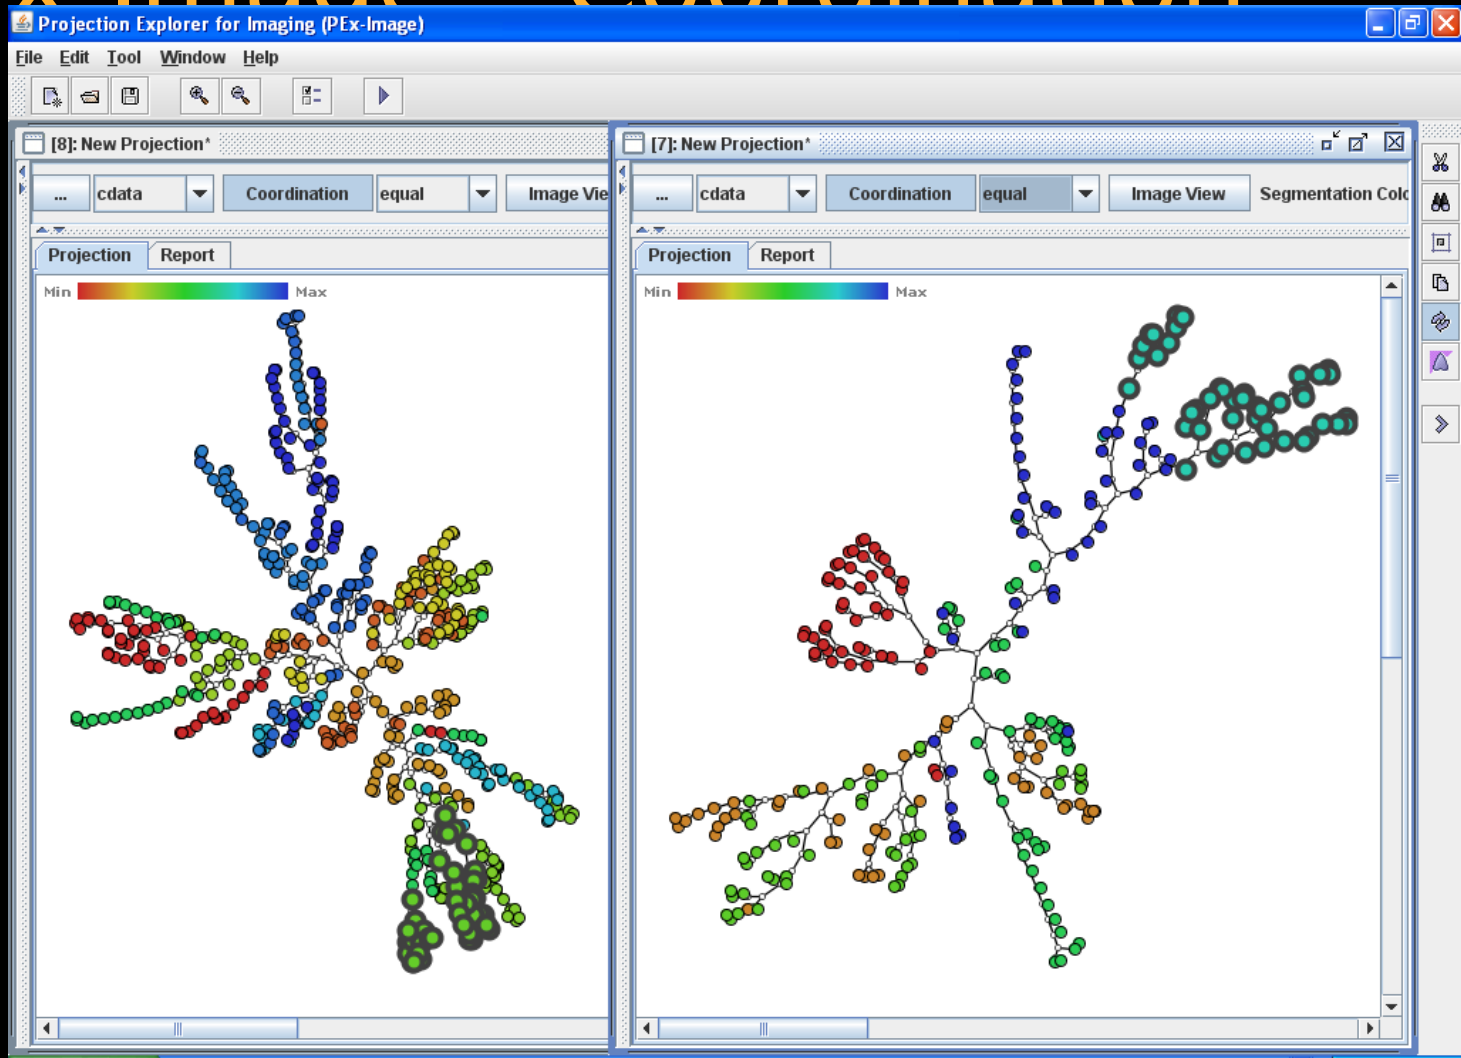 Projection Explorer for Imaging (PEx-Image)
File Edit Tool Window Help
[8]: New Projection*
... cdata Coordination equal Image Vie
Projection Report
Min Max
[7]: New Projection*
... cdata Coordination equal Image View Segmentation Colo
Projection Report
Min Max